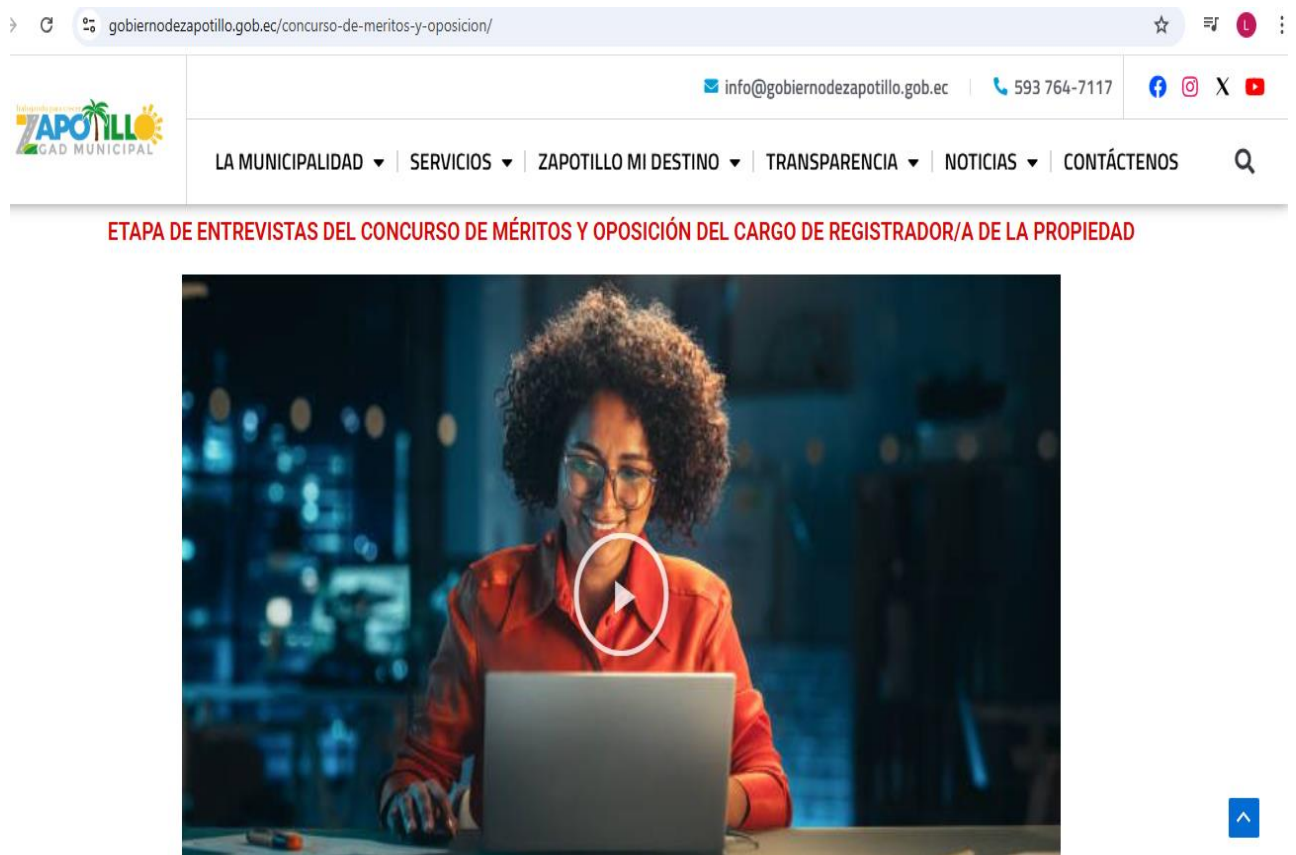 gobiernodezapotillo.gob.ec/concurso-de-meritos-y-oposicion/
L
info@gobiernodezapotillo.gob.ec
593 764-7117
ZAPOTILLO
GAD MUNICIPAL
LA MUNICIPALIDAD
SERVICIOS
ZAPOTILLO MI DESTINO
TRANSPARENCIA
NOTICIAS
CONTÁCTENOS
ETAPA DE ENTREVISTAS DEL CONCURSO DE MÉRITOS Y OPOSICIÓN DEL CARGO DE REGISTRADOR/A DE LA PROPIEDAD